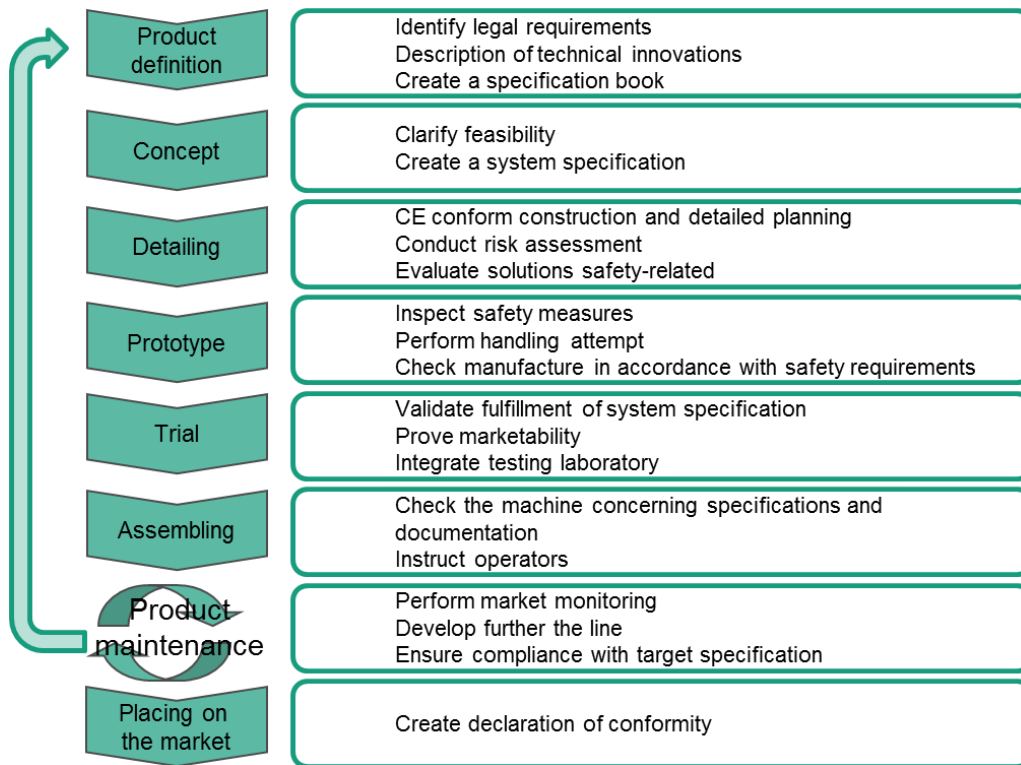 Product
definition
Identify legal requirements
Description of technical innovations
Create a specification book
Concept
Clarify feasibility
Create a system specification
Detailing
CE conform construction and detailed planning
Conduct risk assessment
Evaluate solutions safety-related
Prototype
Inspect safety measures
Perform handling attempt
Check manufacture in accordance with safety requirements
Trial
Validate fulfillment of system specification
Prove marketability
Integrate testing laboratory
Assembling
Check the machine concerning specifications and
documentation
Instruct operators
Product
maintenance
Perform market monitoring
Develop further the line
Ensure compliance with target specification
Placing on
the market
Create declaration of conformity